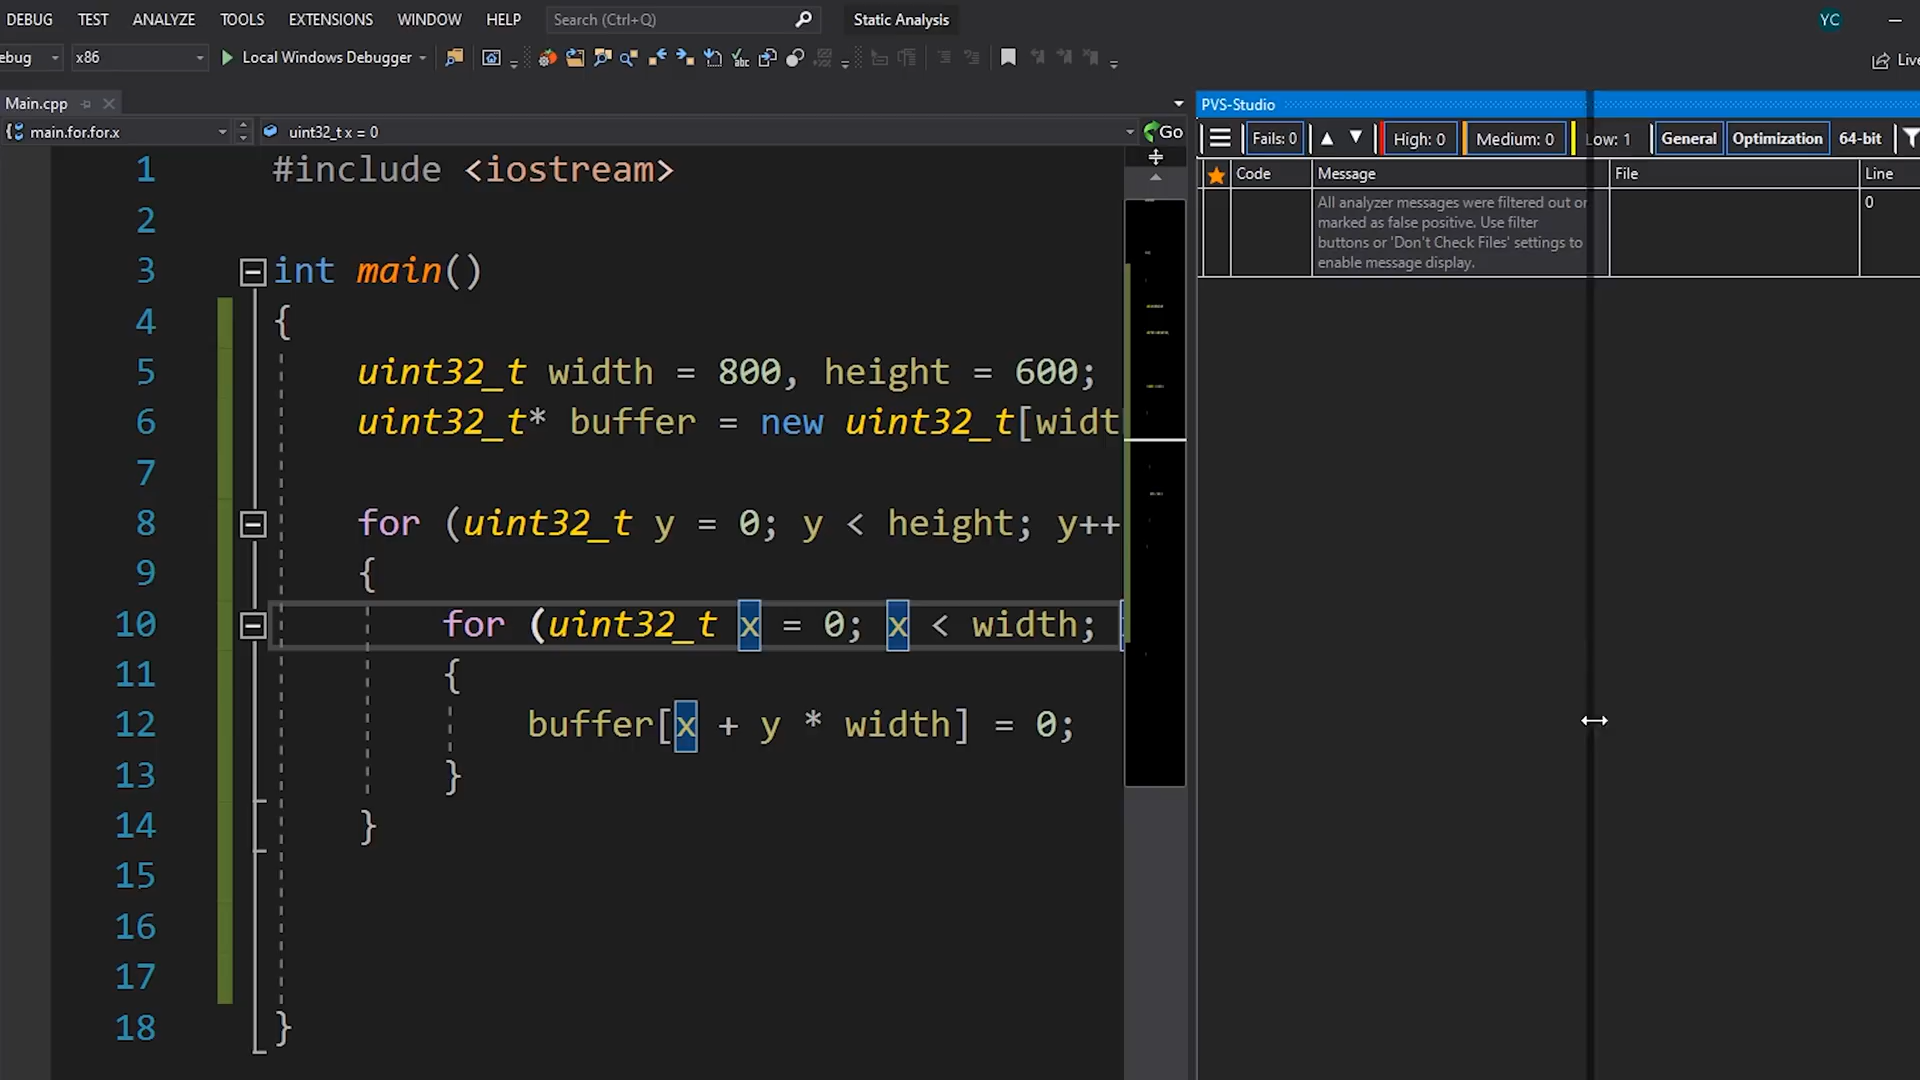 DEBUG TEST ANALYZE TOOLS EXTENSIONS WINDOW HELP Search (Ctrl+Q) Static Analysis YC
ebug x86 Local Windows Debugger Live
Main.cpp
main.for.for.x uint32_t x = 0 Go
1 #include <iostream>
2
3 int main()
4 {
5 uint32_t width = 800, height = 600;
6 uint32_t* buffer = new uint32_t[widt
7
8 for (uint32_t y = 0; y < height; y++
9 {
10 for (uint32_t x = 0; x < width;
11 {
12 buffer[x + y * width] = 0;
13 }
14 }
15
16
17
18 }
PVS-Studio
Fails: 0 High: 0 Medium: 0 Low: 1 General Optimization 64-bit
Code Message File Line
All analyzer messages were filtered out or
marked as false positive. Use filter
buttons or 'Don't Check Files' settings to
enable message display.
0